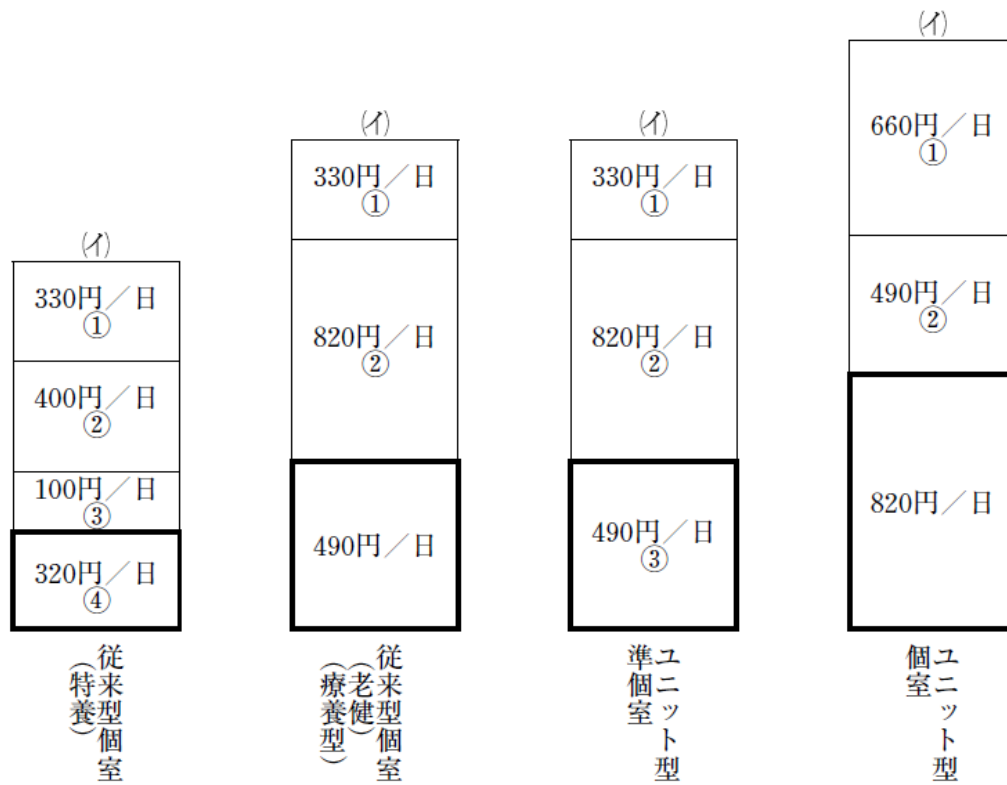 (イ)
330円／日
①
400円／日
②
100円／日
③
320円／日
④
従来型個室
(特養)
(イ)
330円／日
①
820円／日
②
490円／日
従来型個室
(老健)
(療養型)
(イ)
330円／日
①
820円／日
②
490円／日
③
ユニット型
準個室
(イ)
660円／日
①
490円／日
②
820円／日
ユニット型
個室